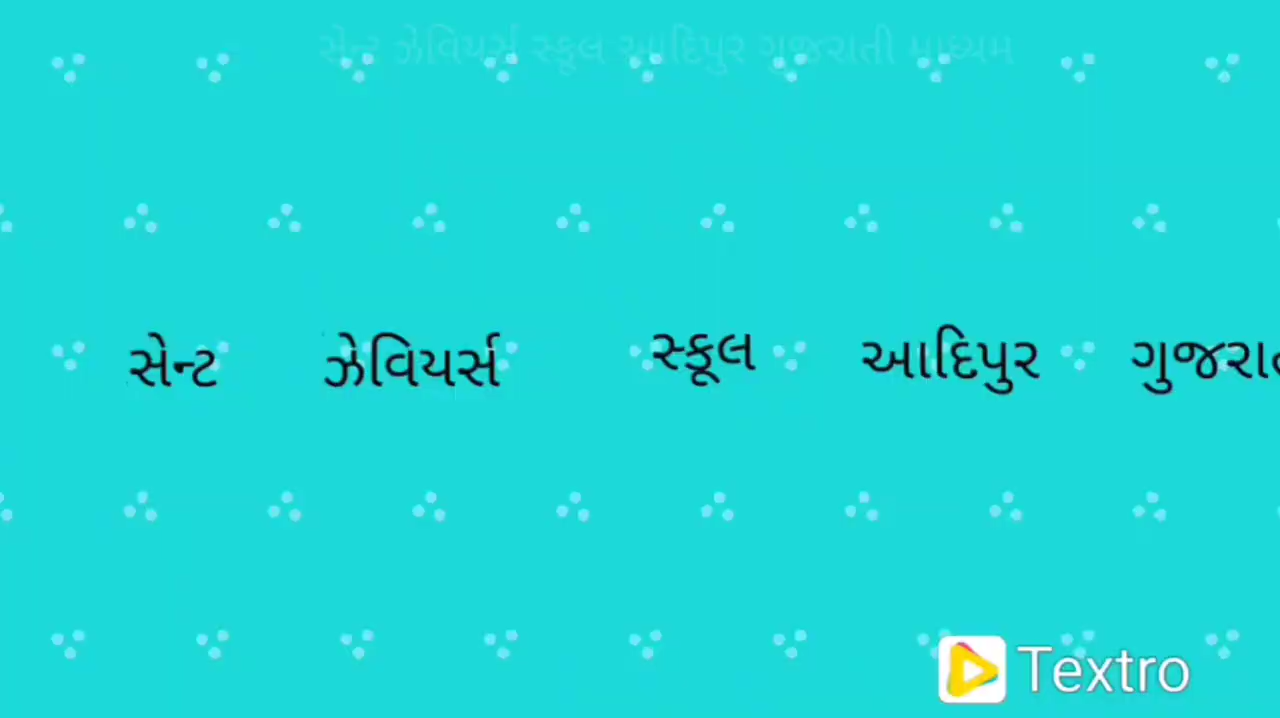 સેન્ટ ઝેવિયર્સ સ્કૂલ આદિપુર ગુજરાતી માધ્યમ
સેન્ટ ઝેવિયર્સ સ્કૂલ આદિપુર
Textro